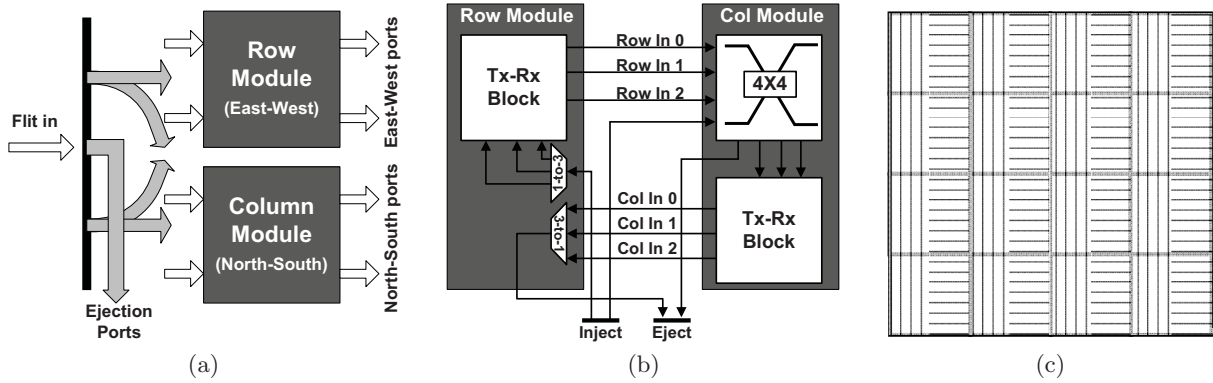 Flit in
Row
Module
(East-West)
East-West ports
Column
Module
(North-South)
North-South ports
Ejection
Ports
(a)
Row Module
Col Module
Tx-Rx
Block
Row In 0
Row In 1
Row In 2
4X4
1-to-3
3-to-1
Col In 0
Col In 1
Col In 2
Tx-Rx
Block
Inject
Eject
(b)
(c)